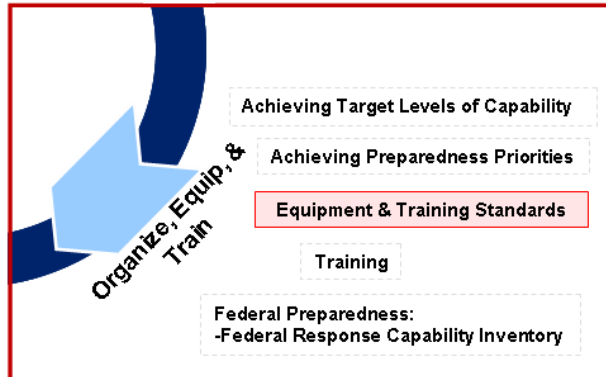 Organize, Equip, &
Train
Achieving Target Levels of Capability
Achieving Preparedness Priorities
Equipment & Training Standards
Training
Federal Preparedness:
-Federal Response Capability Inventory